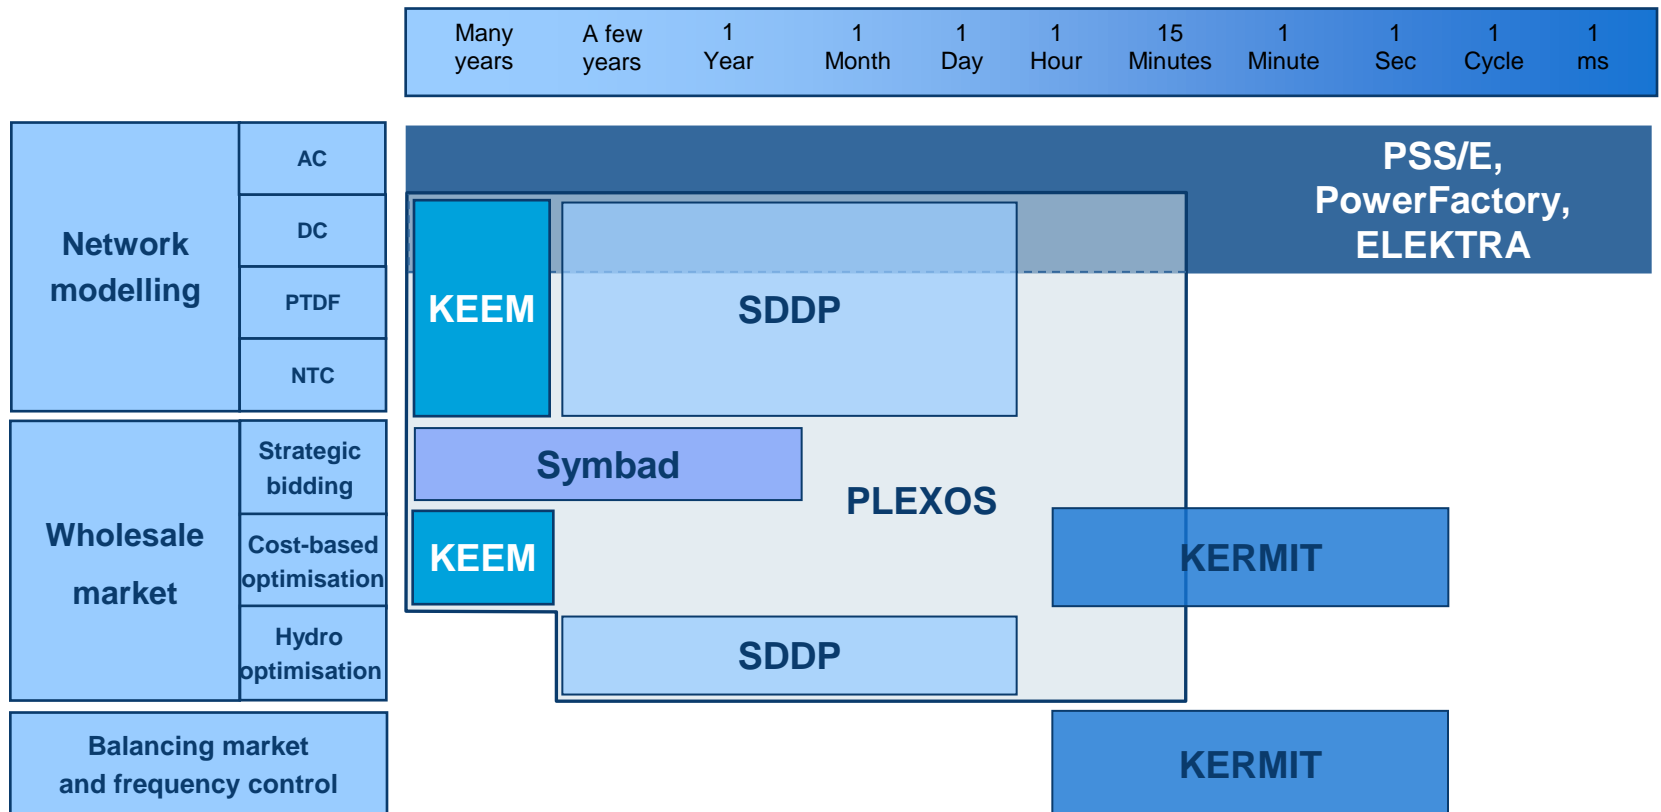 Many
years
A few
years
1
Year
1
Month
1
Day
1
Hour
15
Minutes
1
Minute
1
Sec
1
Cycle
1
ms
Network
modelling
AC
DC
PTDF
NTC
PSS/E,
PowerFactory,
ELEKTRA
KEEM
SDDP
Wholesale
market
Strategic
bidding
Cost-based
optimisation
Hydro
optimisation
Symbad
PLEXOS
KEEM
KERMIT
SDDP
Balancing market
and frequency control
KERMIT